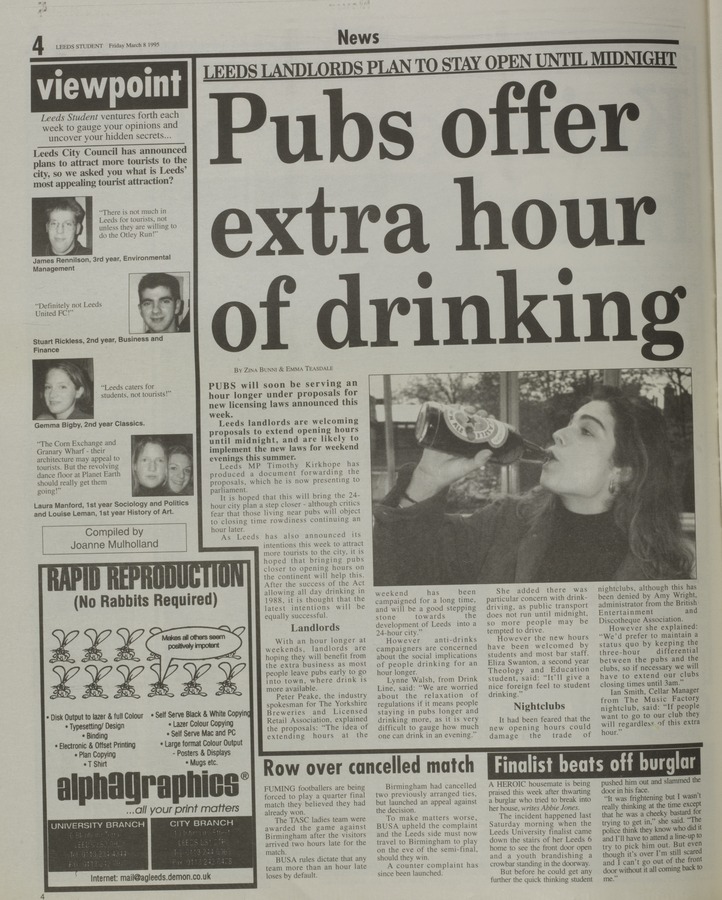 4
LEEDS STUDENT Friday March 8 1995
News
viewpoint
Leeds Student ventures forth each
week to gauge your opinions and
uncover your hidden secrets...
Leeds City Council has announced
plans to attract more tourists to the
city, so we asked you what is Leeds'
most appealing tourist attraction?
"There is not much in
Leeds for tourists, not
unless they are willing to
do the Otley Run!"
James Rennilson, 3rd year, Environmental
Management
"Definitely not Leeds
United FC!"
Stuart Rickless, 2nd year, Business and
Finance
"Leeds caters for
students, not tourists!"
Gemma Bigby, 2nd year Classics.
"The Corn Exchange and
Granary Wharf - their
architecture may appeal to
tourists. But the revolving
dance floor at Planet Earth
should really get them
going!"
Laura Manford, 1st year Sociology and Politics
and Louise Leman, 1st year History of Art.
Compiled by
Joanne Mulholland
RAPID REPRODUCTION
(No Rabbits Required)
Makes all others seem
positively impotent
• Disk Output to lazer & full Colour
• Typesetting/ Design
• Binding
• Electronic & Offset Printing
• Plan Copying
• T Shirt
• Self Serve Black & White Copying
• Lazer Colour Copying
• Self Serve Mac and PC
• Large format Colour Output
- Posters & Displays
• Mugs etc.
alphagraphics®
...all your print matters
UNIVERSITY BRANCH
CITY BRANCH
Internet: mail@agleeds.demon.co.uk
LEEDS LANDLORDS PLAN TO STAY OPEN UNTIL MIDNIGHT
Pubs offer
extra hour
of drinking
BY ZINA BUNNI & EMMA TEASDALE
PUBS will soon be serving an
hour longer under proposals for
new licensing laws announced this
week.
Leeds landlords are welcoming
proposals to extend opening hours
until midnight, and are likely to
implement the new laws for weekend
evenings this summer.
Leeds MP Timothy Kirkhope has
produced a document forwarding the
proposals, which he is now presenting to
parliament.
It is hoped that this will bring the 24-
hour city plan a step closer - although critics
fear that those living near pubs will object
to closing time rowdiness continuing an
hour later.
As Leeds has also announced its
intentions this week to attract
more tourists to the city, it is
hoped that bringing pubs
closer to opening hours on
the continent will help this.
After the success of the Act
allowing all day drinking in
1988, it is thought that the
latest intentions will be
equally successful.
Landlords
With an hour longer at
weekends, landlords are
hoping they will benefit from
the extra business as most
people leave pubs early to go
into town, where drink is
more available.
Peter Peake, the industry
spokesman for The Yorkshire
Breweries and Licensed
Retail Association, explained
the proposals: "The idea of
extending hours at the
weekend has been
campaigned for a long time,
and will be a good stepping
stone towards the
development of Leeds into a
24-hour city."
However, anti-drinks
campaigners are concerned
about the social implications
of people drinking for an
hour longer.
Lynne Walsh, from Drink
Line, said: "We are worried
about the relaxation of
regulations if it means people
staying in pubs longer and
drinking more, as it is very
difficult to gauge how much
one can drink in an evening."
She added there was
particular concern with drink-
driving, as public transport
does not run until midnight,
so more people may be
tempted to drive.
However the new hours
have been welcomed by
students and most bar staff.
Eliza Swanton, a second year
Theology and Education
student, said: "It'll give a
nice foreign feel to student
drinking."
Nightclubs
It had been feared that the
new opening hours could
damage the trade of
nightclubs, although this has
been denied by Amy Wright,
administrator from the British
Entertainment and
Discotheque Association.
"We'd prefer to maintain a
status quo by keeping the
three-hour differential
between the pubs and the
clubs, so if necessary we will
have to extend our clubs
closing times until 3am."
However she explained:
Ian Smith, Cellar Manager
from The Music Factory
nightclub, said: "If people
want to go to our club they
will regardless of this extra
hour."
Row over cancelled match
FUMING footballers are being
forced to play a quarter final
match they believed they had
already won.
The TASC ladies team were
awarded the game against
Birmingham after the visitors
arrived two hours late for the
match.
BUSA rules dictate that any
team more than an hour late
loses by default.
Birmingham had cancelled
two previously arranged ties,
but launched an appeal against
the decision.
To make matters worse,
BUSA upheld the complaint
and the Leeds side must now
travel to Birmingham to play
on the eve of the semi-final,
should they win.
A counter complaint has
since been launched.
Finalist beats off burglar
A HEROIC housemate is being
praised this week after thwarting
a burglar who tried to break into
her house, writes Abbie Jones.
The incident happened last
Saturday morning when the
Leeds University finalist came
down the stairs of her Leeds 6
home to see the front door open
and a youth brandishing a
crowbar standing in the doorway.
But before he could get any
further the quick thinking student
pushed him out and slammed the
door in his face.
"It was frightening but I wasn't
really thinking at the time except
that he was a cheeky bastard for
trying to get in," she said. "The
police think they know who did it
and I'll have to attend a line-up to
try to pick him out. But even
though it's over I'm still scared
and I can't go out of the front
door without it all coming back to
me."